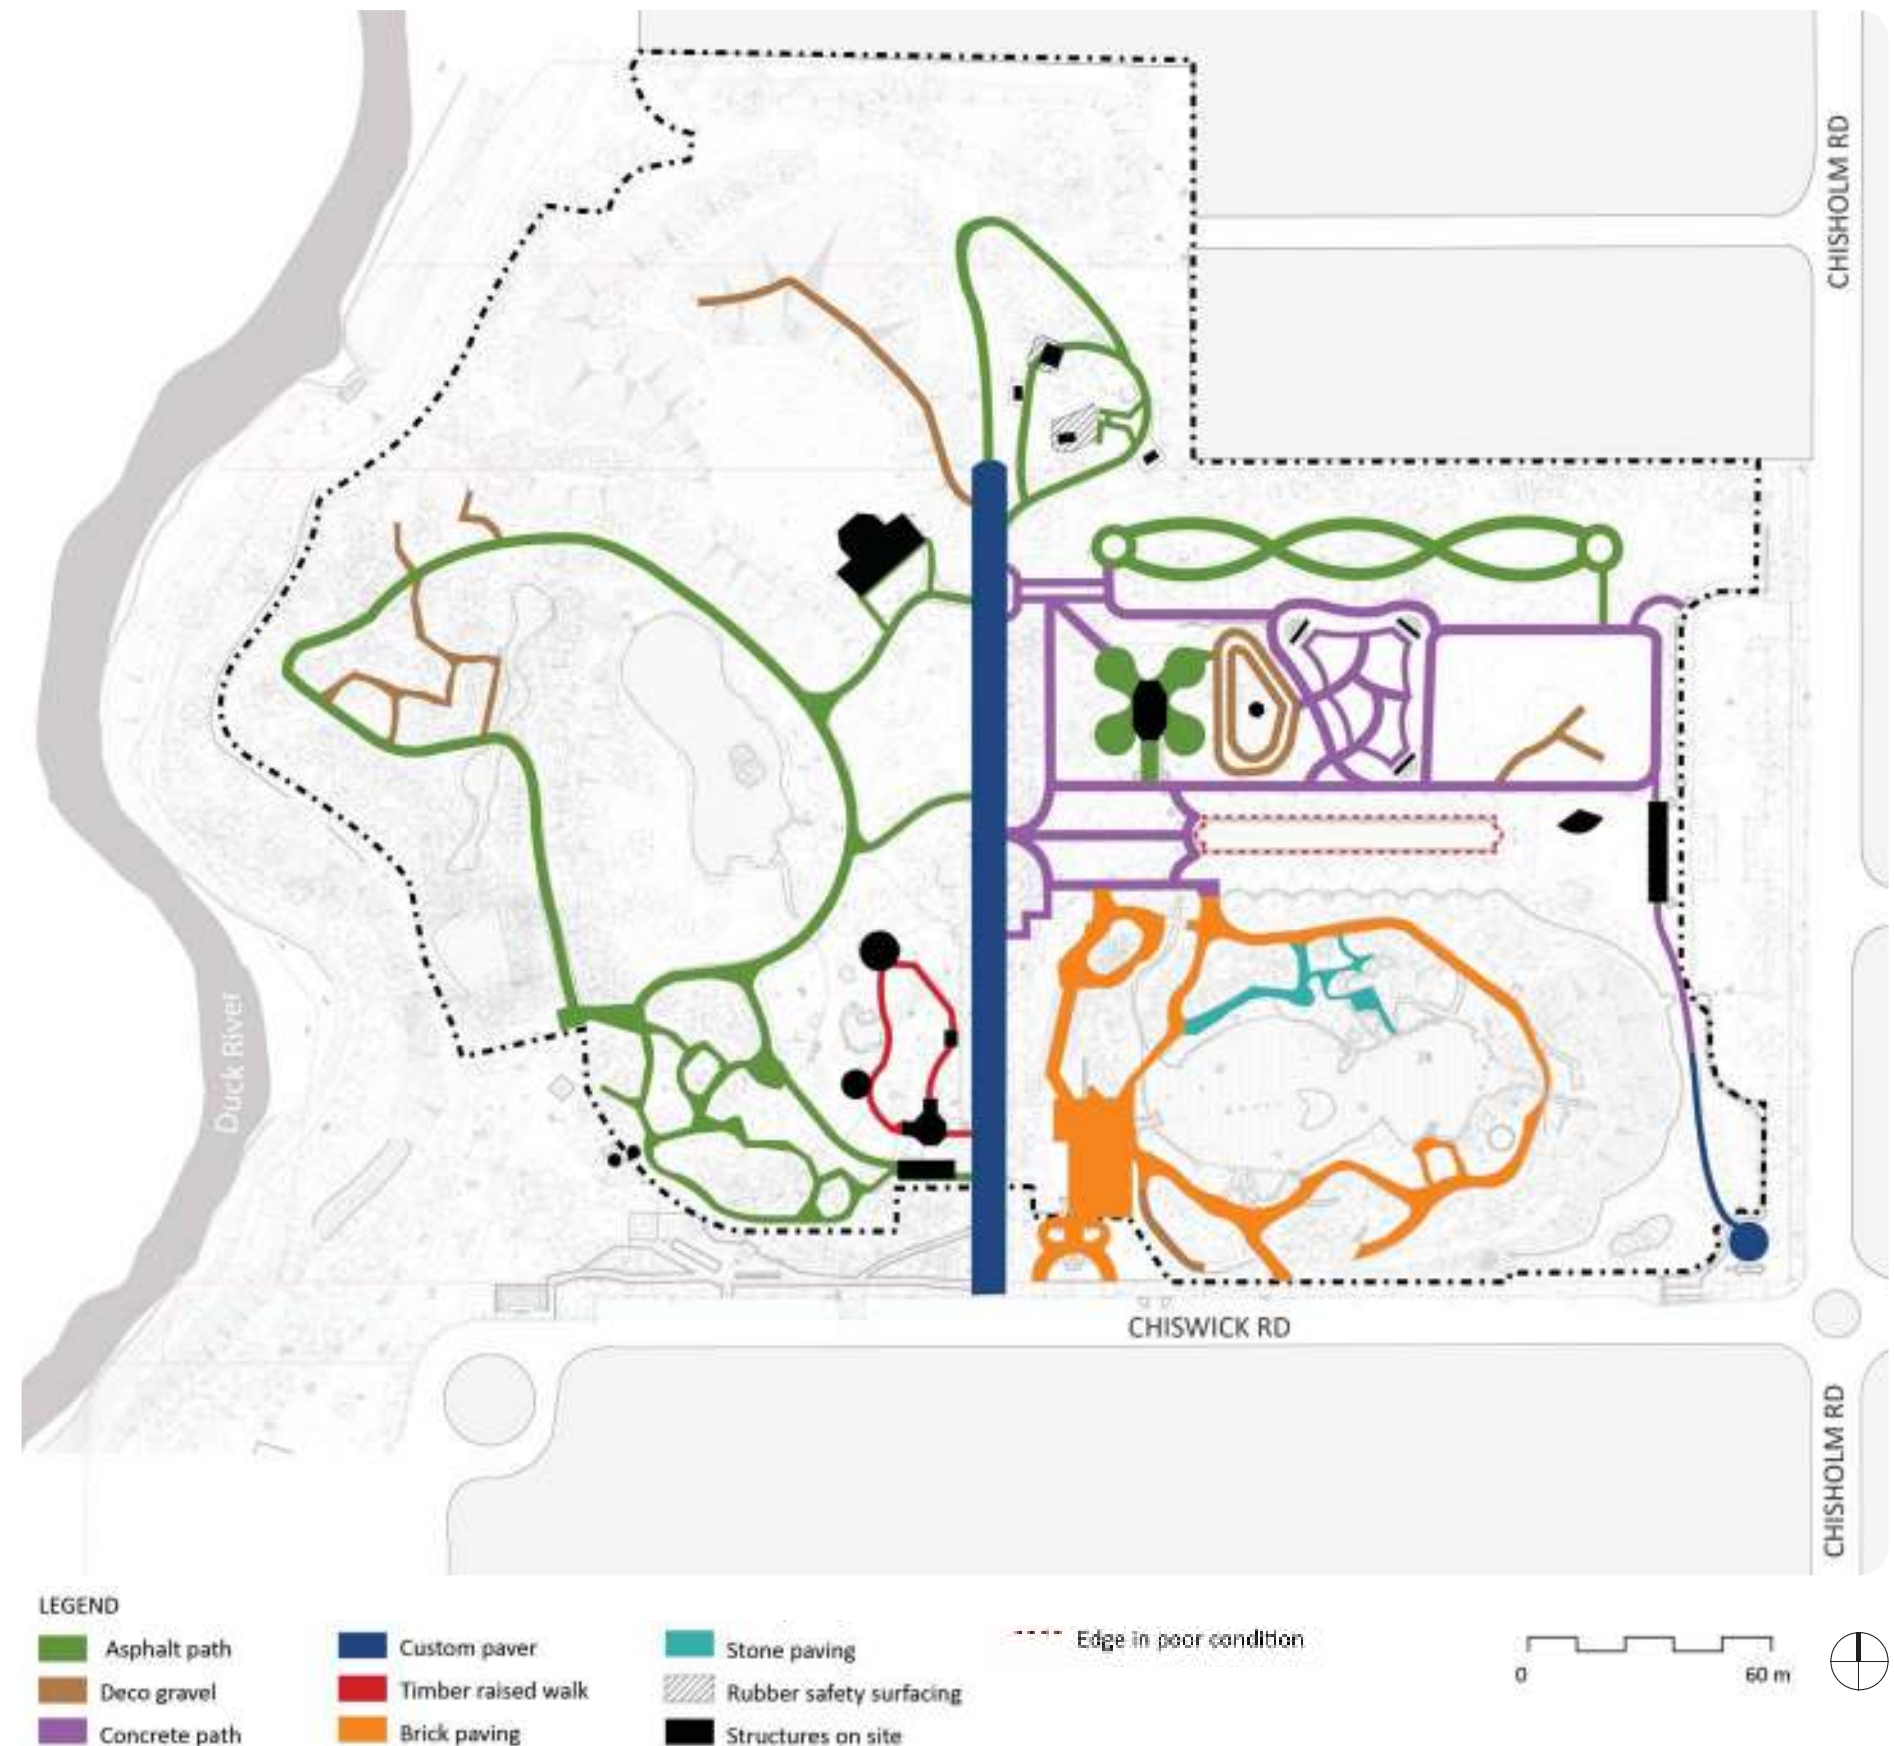 CHISHOLM RD
Duck River
CHISWICK RD
CHISHOLM RD
LEGEND
Asphalt path
Deco gravel
Concrete path
Custom paver
Timber raised walk
Brick paving
Stone paving
Rubber safety surfacing
Structures on site
Edge in poor condition
0 60 m